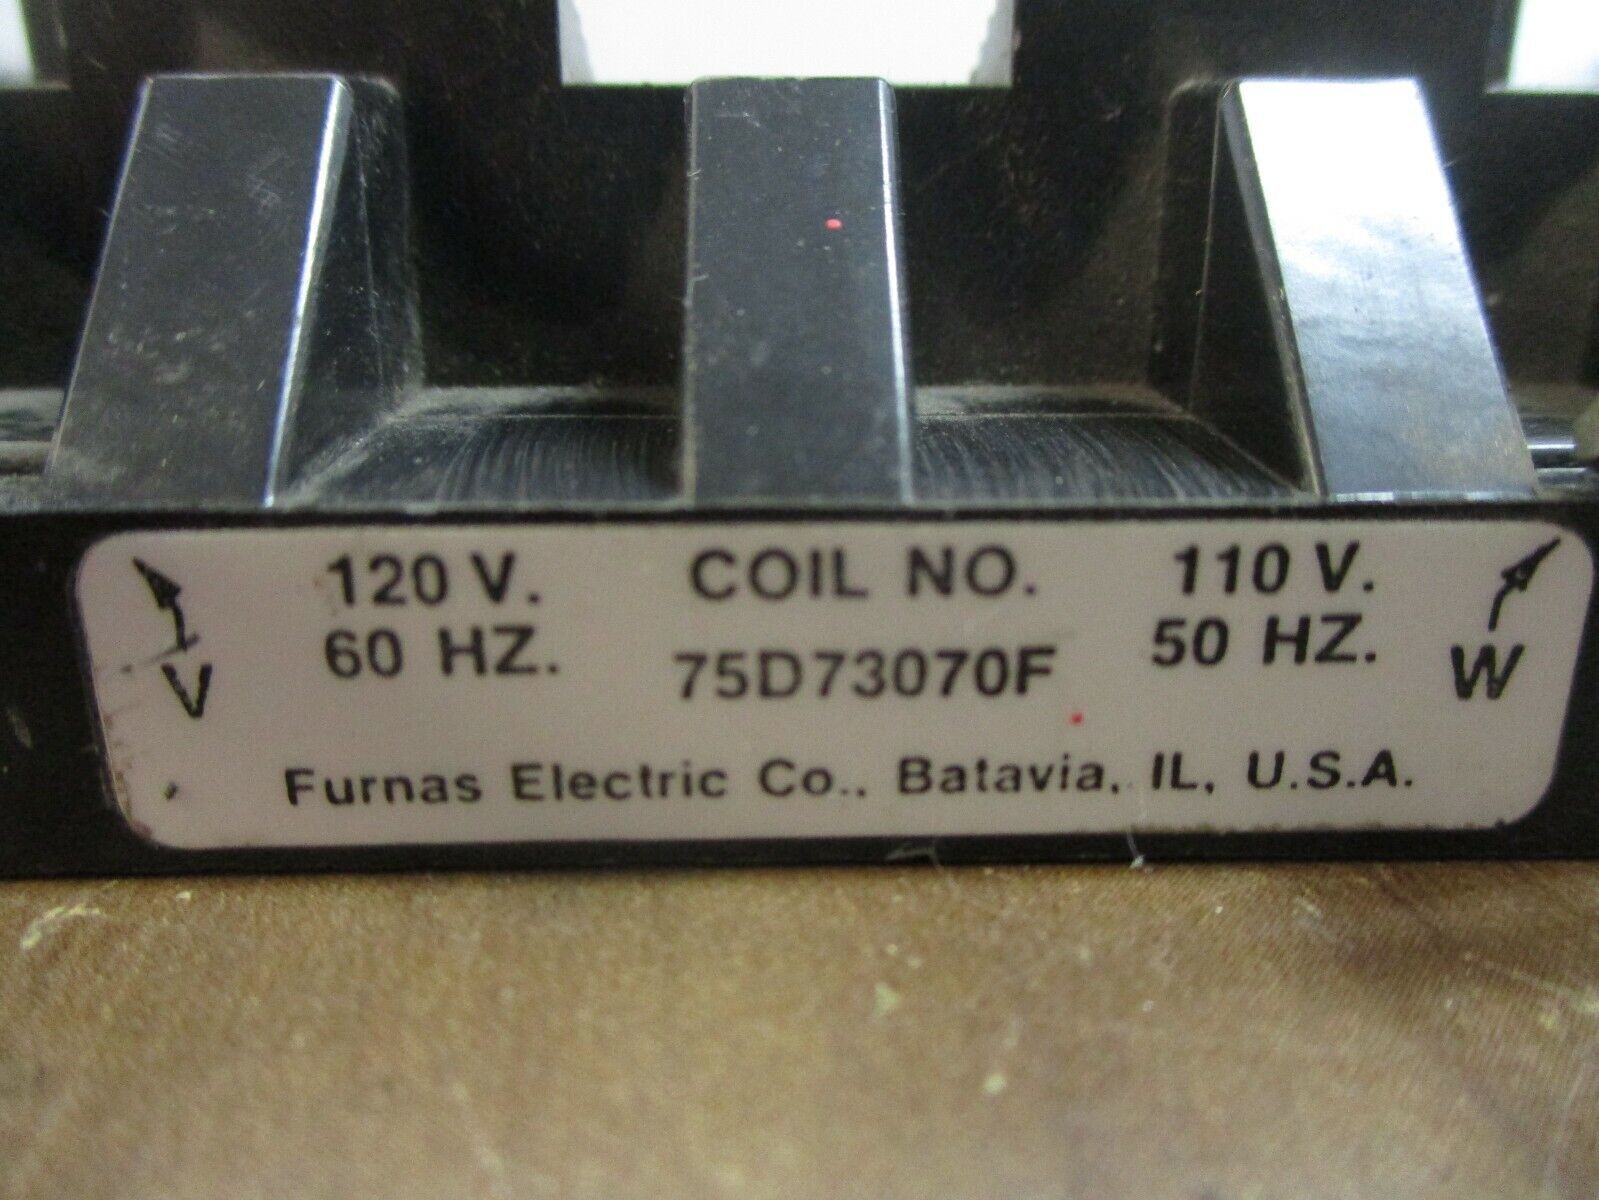 120 V. COIL NO. 110 V.
60 HZ. 75D73070F 50 HZ.
V W
Furnas Electric Co., Batavia, IL, U.S.A.